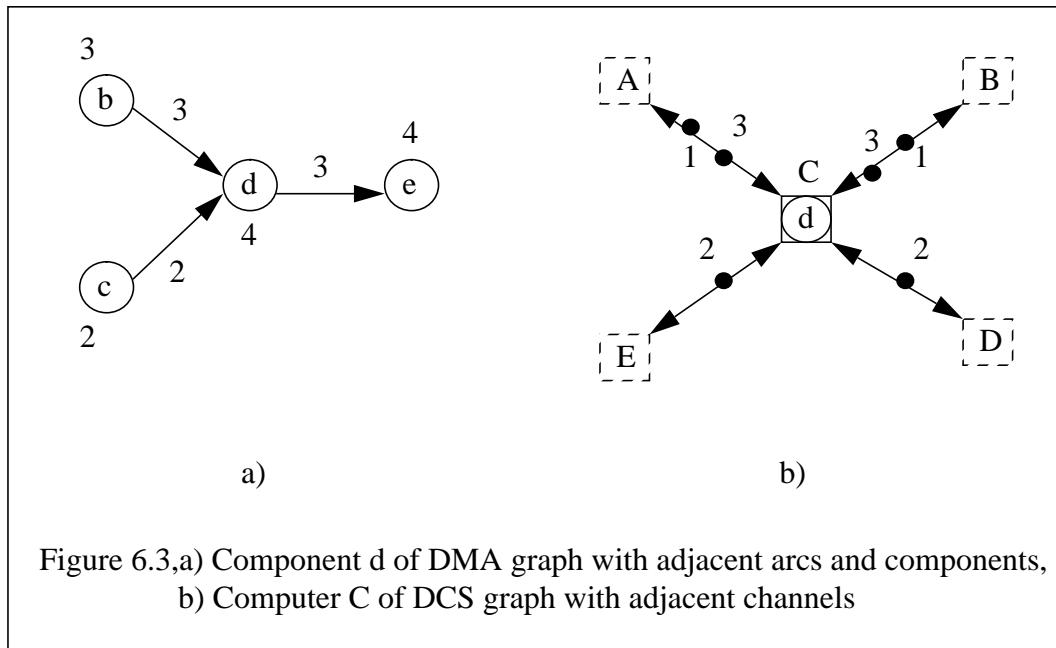 3
b
3
4
d
3
e
4
c
2
2
A
B
3
1
3
1
C
d
2
2
E
D
a)
b)
Figure 6.3,a) Component d of DMA graph with adjacent arcs and components,
b) Computer C of DCS graph with adjacent channels